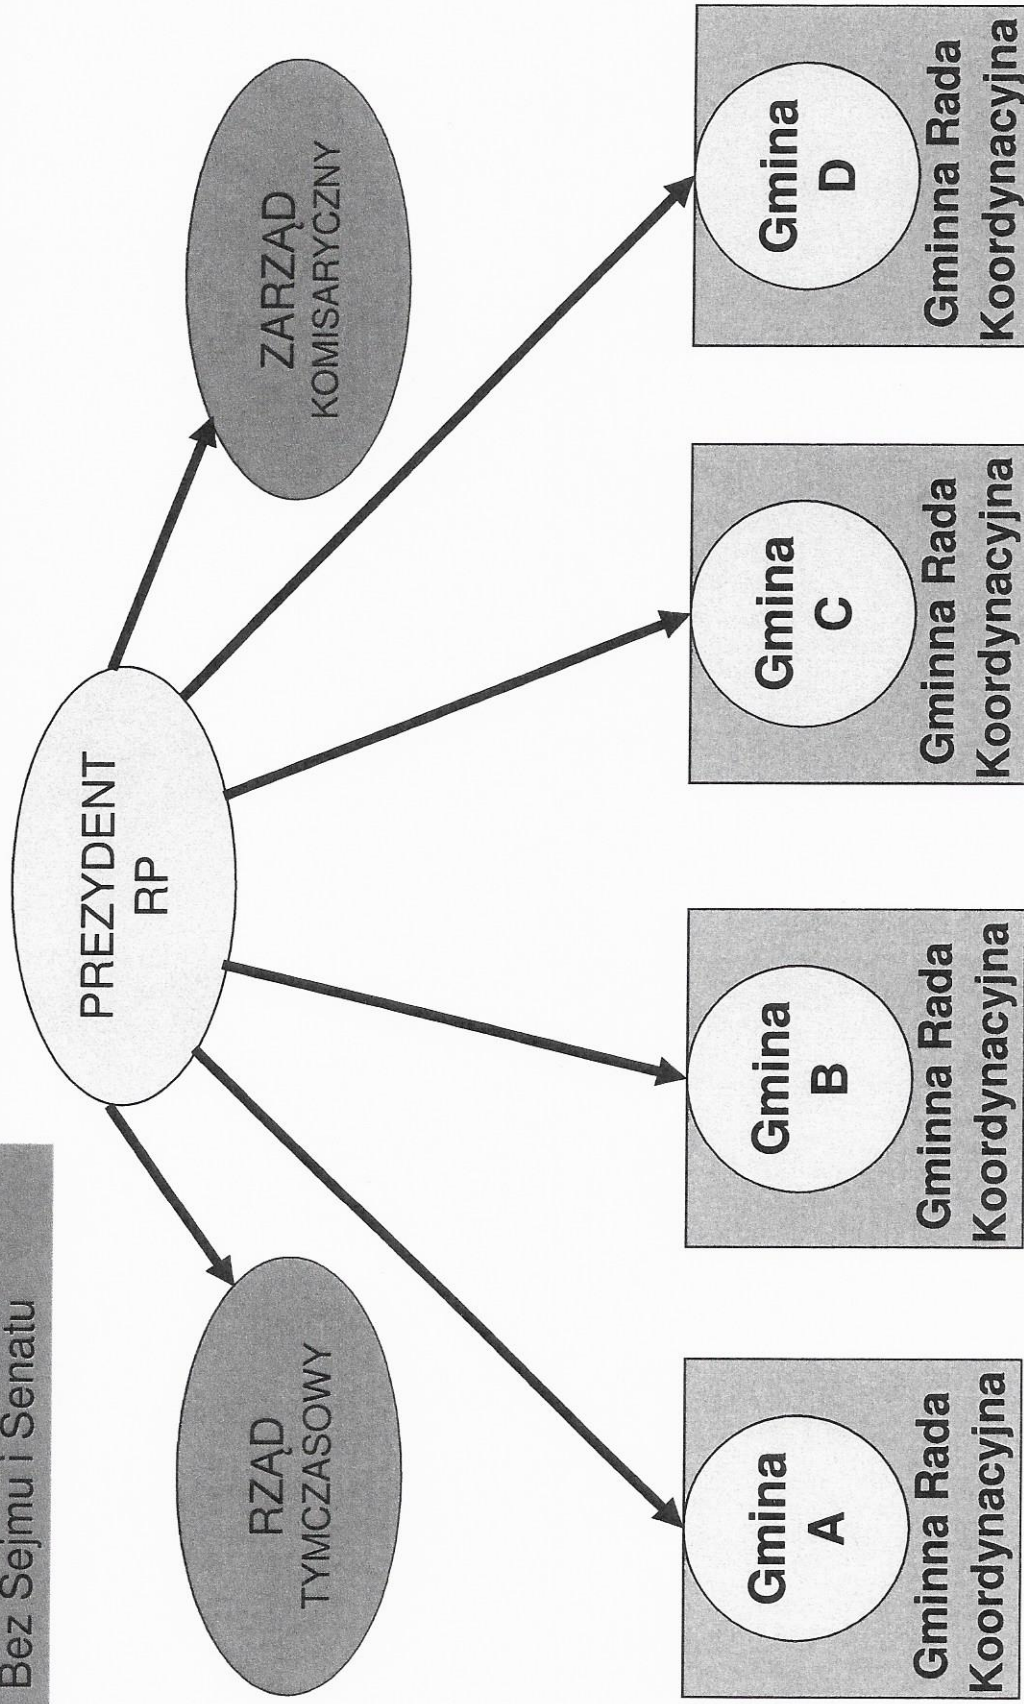 Bez Sejmu i Senatu
PREZYDENT
RP
RZĄD
TYMCZASOWY
ZARZĄD
KOMISARYCZNY
Gmina
A
Gminna Rada
Koordynacyjna
Gmina
B
Gminna Rada
Koordynacyjna
Gmina
C
Gminna Rada
Koordynacyjna
Gmina
D
Gminna Rada
Koordynacyjna